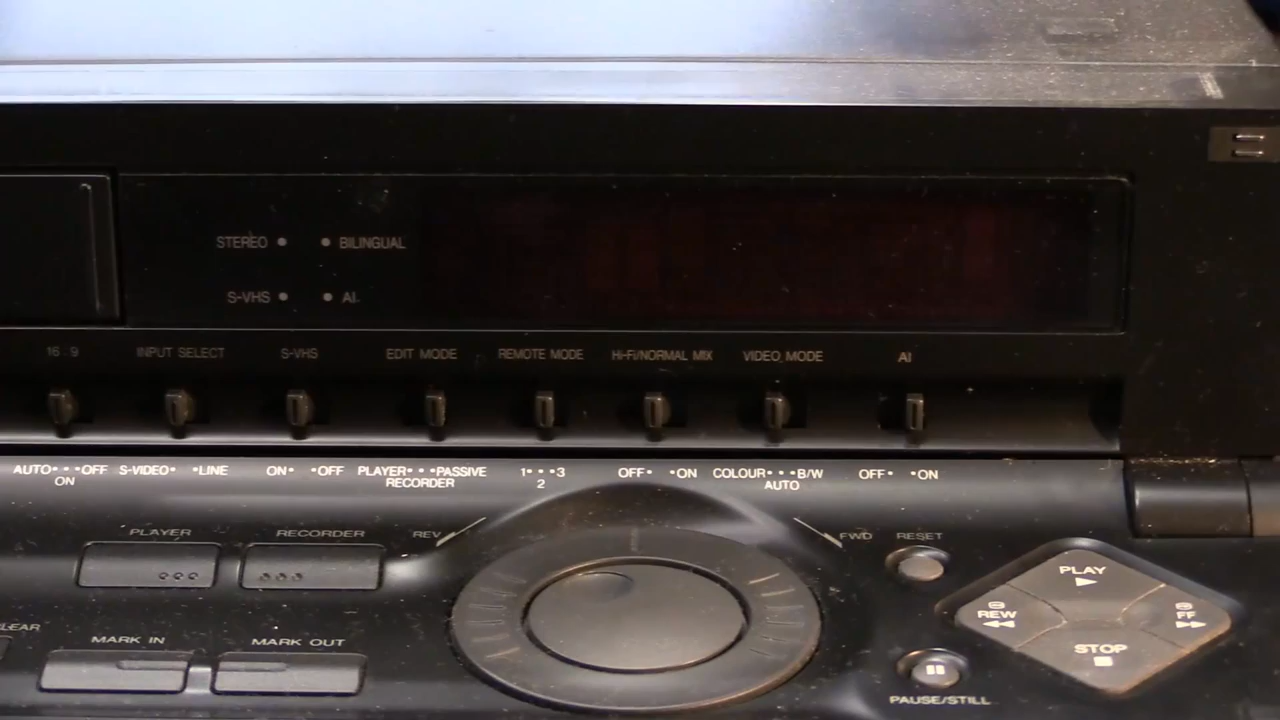 STEREO BILINGUAL
S-VHS AI
16:9 INPUT SELECT S-VHS EDIT MODE REMOTE MODE Hi-Fi/NORMAL MIX VIDEO MODE AI
AUTO OFF S-VIDEO LINE ON OFF PLAYER PASSIVE 1 3 OFF ON COLOUR B/W OFF ON
ON RECORDER 2 AUTO
PLAYER RECORDER REV FWD RESET
PLAY
REW FF
MARK IN MARK OUT STOP
PAUSE/STILL